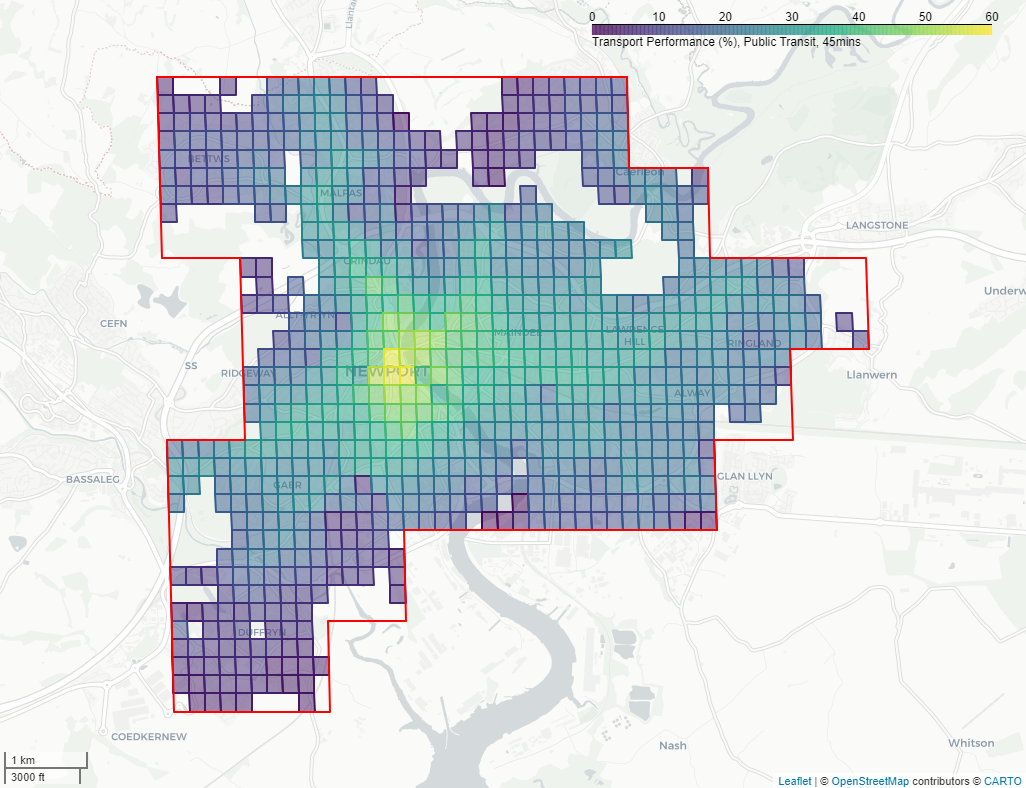 Llantar
0 10 20 30 40 50 60
Transport Performance (%), Public Transit, 45mins
BETTWS
MALPAS
Caerleon
LANGSTONE
CRINDAU
Underw
ALLT-YR-YN
CEFN
MAINDEE
LAWRENCE
HILL
RINGLAND
SS
RIDGEWAY
NEWPORT
Llanwern
ALWAY
BASSALEG
GAER
GLAN LLYN
DUFFRYN
COEDKERNEW
Nash
Whitson
1 km
3000 ft
Leaflet | © OpenStreetMap contributors © CARTO